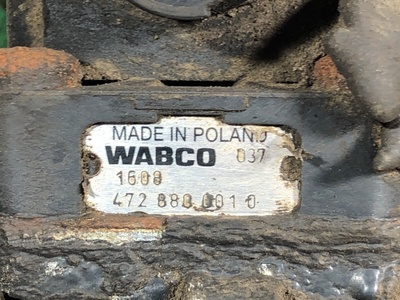 MADE IN POLAND
WABCO 037
1608
472 880 001 0